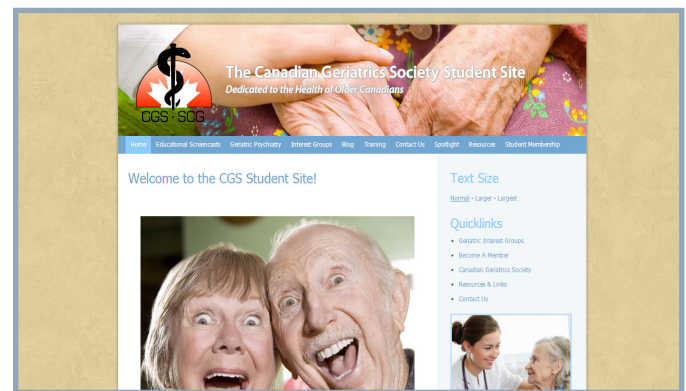 The Canadian Geriatrics Society Student Site
Dedicated to the Health of Older Canadians
CGS · SCG
Home Educational Screencasts Geriatric Psychiatry Interest Groups Blog Training Contact Us Spotlight Resources Student Membership
Welcome to the CGS Student Site!
Text Size
Normal - Larger - Largest
Quicklinks
Geriatric Interest Groups
Become A Member
Canadian Geriatrics Society
Resources & Links
Contact Us